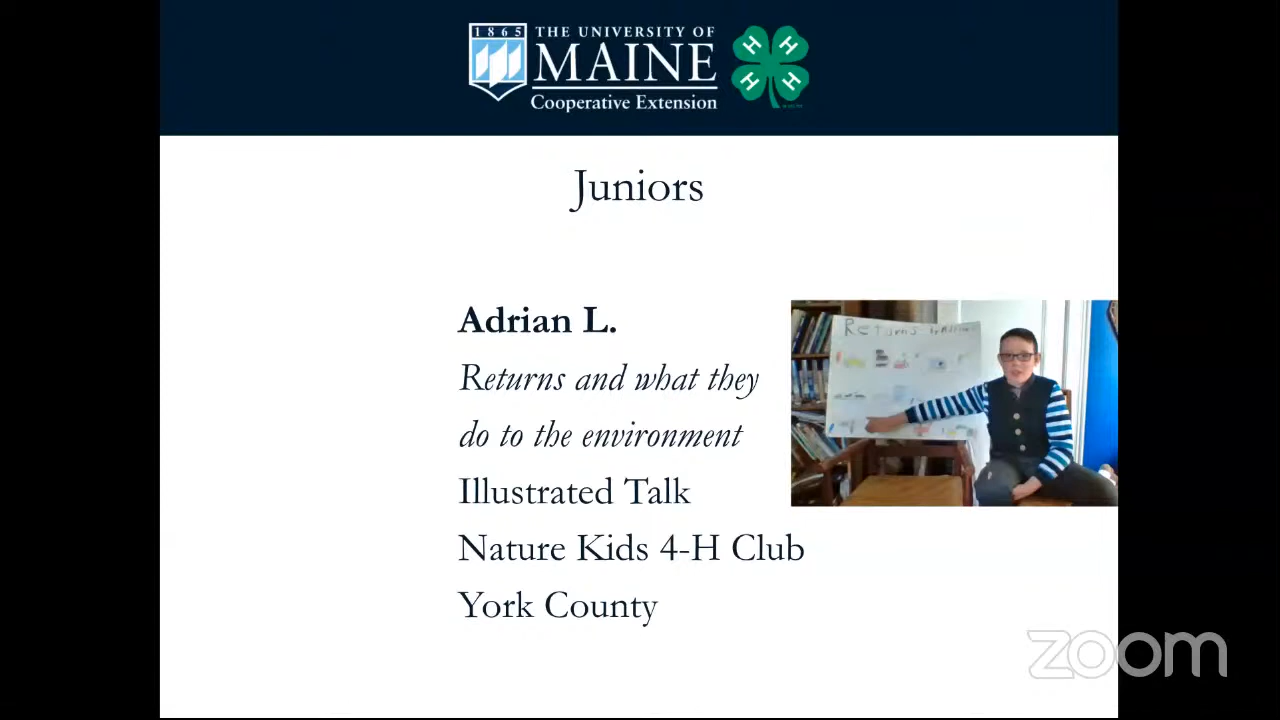 1865
THE UNIVERSITY OF
MAINE
Cooperative Extension
H H
H H
Juniors
Adrian L.
Returns and what they
do to the environment
Illustrated Talk
Nature Kids 4-H Club
York County
Returns
zoom